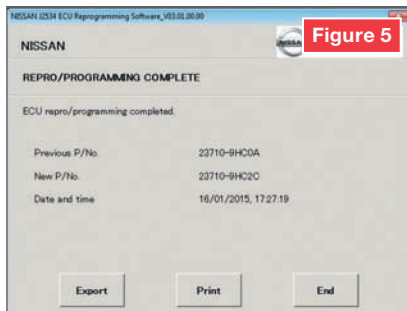 NISSAN J2534 ECU Reprogramming Software_V03.01.00.00
Figure 5
NISSAN
NISSA
REPRO/PROGRAMMING COMPLETE
ECU repro/programming completed.
Previous P/No. 23710-9HC0A
New P/No. 23710-9HC2C
Date and time 16/01/2015, 17:27:19
Export Print End